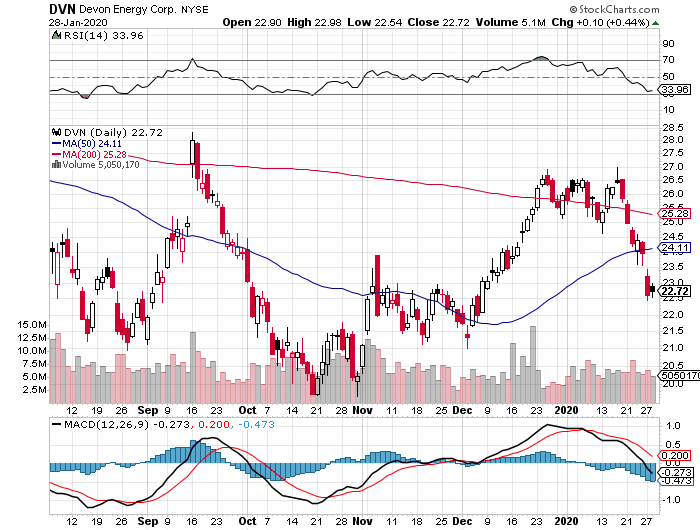 DVN Devon Energy Corp. NYSE © StockCharts.com
28-Jan-2020 Open 22.90 High 22.98 Low 22.54 Close 22.72 Volume 5.1M Chg +0.10 (+0.44%)
RSI(14) 33.96
90
70
50
33.96
30
10
DVN (Daily) 22.72
MA(50) 24.11
MA(200) 25.28
Volume 5,050,170
28.5
28.0
27.5
27.0
26.5
26.0
25.5
25.28
25.0
24.5
24.11
24.0
23.5
23.0
22.72
22.5
22.0
21.5
21.0
20.5
5050170
20.0
15.0M
12.5M
10.0M
7.5M
5.0M
2.5M
12 19 26 Sep 9 16 23 Oct 7 14 21 28 Nov 11 18 25 Dec 9 16 23 2020 13 21 27
MACD(12,26,9) -0.273, 0.200, -0.473
1.0
0.5
0.200
0.0
-0.273
-0.473
-1.0
12 19 26 Sep 9 16 23 Oct 7 14 21 28 Nov 11 18 25 Dec 9 16 23 2020 13 21 27